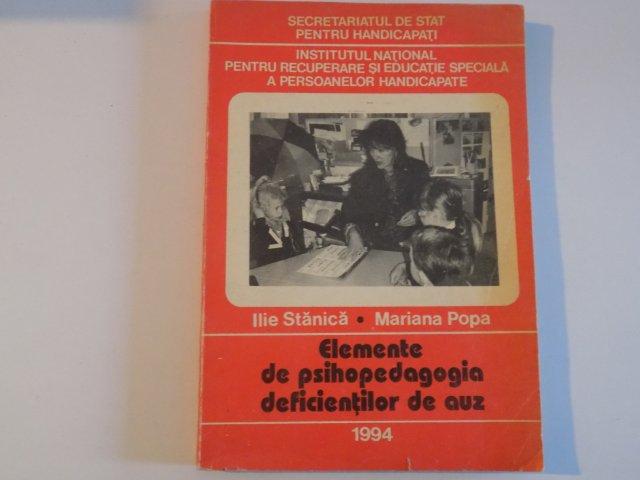 SECRETARIATUL DE STAT
PENTRU HANDICAPAȚI
INSTITUTUL NAȚIONAL
PENTRU RECUPERARE ȘI EDUCAȚIE SPECIALĂ
A PERSOANELOR HANDICAPATE
Ilie Stănică • Mariana Popa
Elemente
de psihopedagogia
deficienților de auz
1994